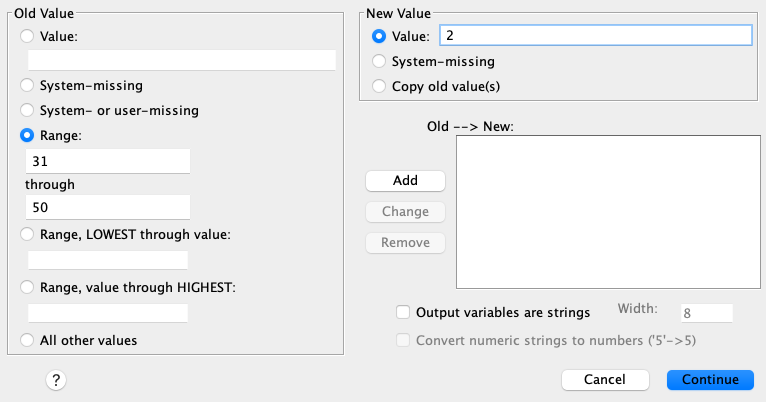 Old Value
Value:
System-missing
System- or user-missing
Range:
31
through
50
Range, LOWEST through value:
Range, value through HIGHEST:
All other values
New Value
Value: 2
System-missing
Copy old value(s)
Old --> New:
Add
Change
Remove
Output variables are strings Width: 8
Convert numeric strings to numbers ('5'->5)
?
Cancel
Continue